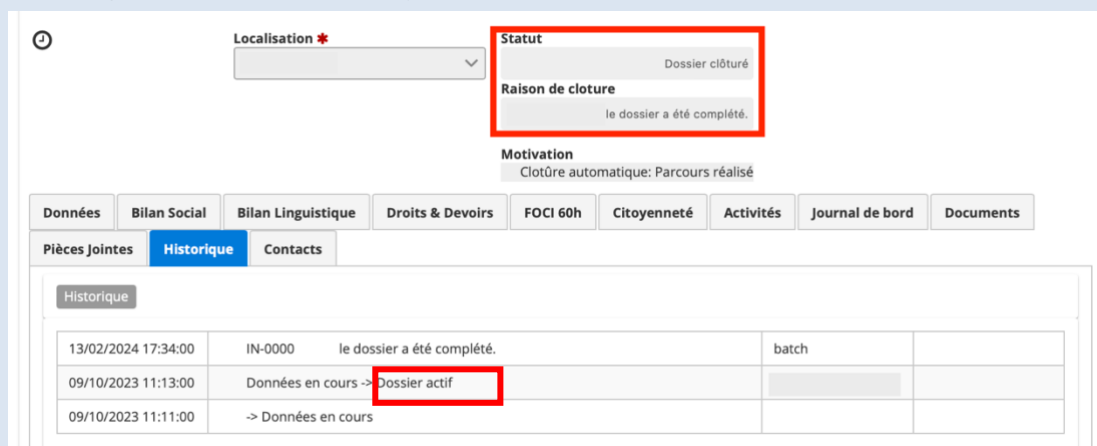 Localisation ✱
Statut
Dossier clôturé
Raison de cloture
le dossier a été complété.
Motivation
Clotûre automatique: Parcours réalisé
Données Bilan Social Bilan Linguistique Droits & Devoirs FOCI 60h Citoyenneté Activités Journal de bord Documents
Pièces Jointes Historique Contacts
Historique
13/02/2024 17:34:00 IN-0000 le dossier a été complété. batch
09/10/2023 11:13:00 Données en cours -> Dossier actif
09/10/2023 11:11:00 -> Données en cours